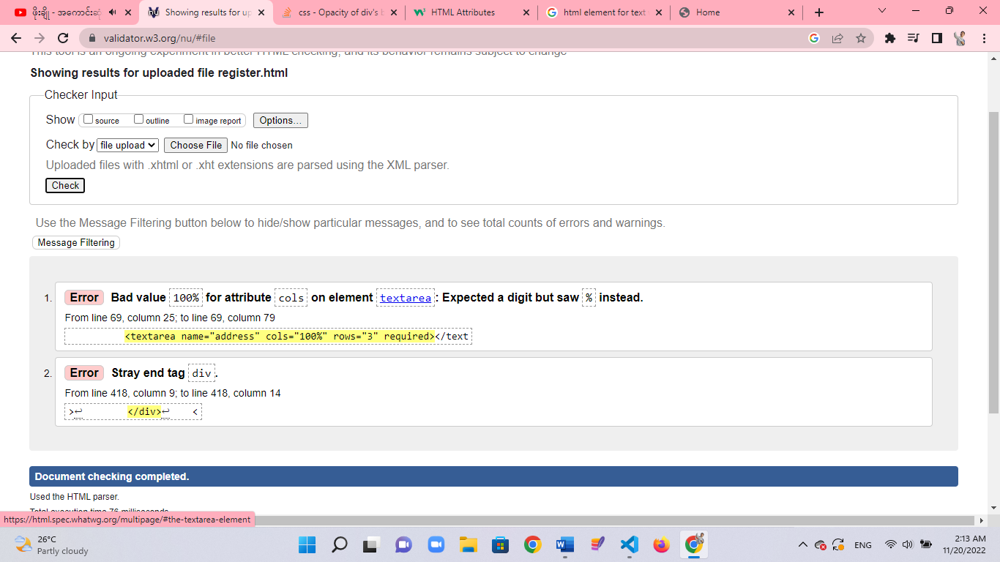 ဖိုးချို - အကောင်းဆုံ
Showing results for up
css - Opacity of div's b
HTML Attributes
html element for text
Home
validator.w3.org/nu/#file
This tool is an ongoing experiment in better HTML checking, and its behavior remains subject to change
Showing results for uploaded file register.html
Checker Input
Show source outline image report Options...
Check by file upload Choose File No file chosen
Uploaded files with .xhtml or .xht extensions are parsed using the XML parser.
Check
Use the Message Filtering button below to hide/show particular messages, and to see total counts of errors and warnings.
Message Filtering
1. Error Bad value 100% for attribute cols on element textarea: Expected a digit but saw % instead.
From line 69, column 25; to line 69, column 79
<textarea name="address" cols="100%" rows="3" required></text
2. Error Stray end tag div.
From line 418, column 9; to line 418, column 14
>↩ </div>↩ <
Document checking completed.
Used the HTML parser.
Total execution time 76 milliseconds.
https://html.spec.whatwg.org/multipage/#the-textarea-element
26°C
Partly cloudy
ENG
2:13 AM
11/20/2022